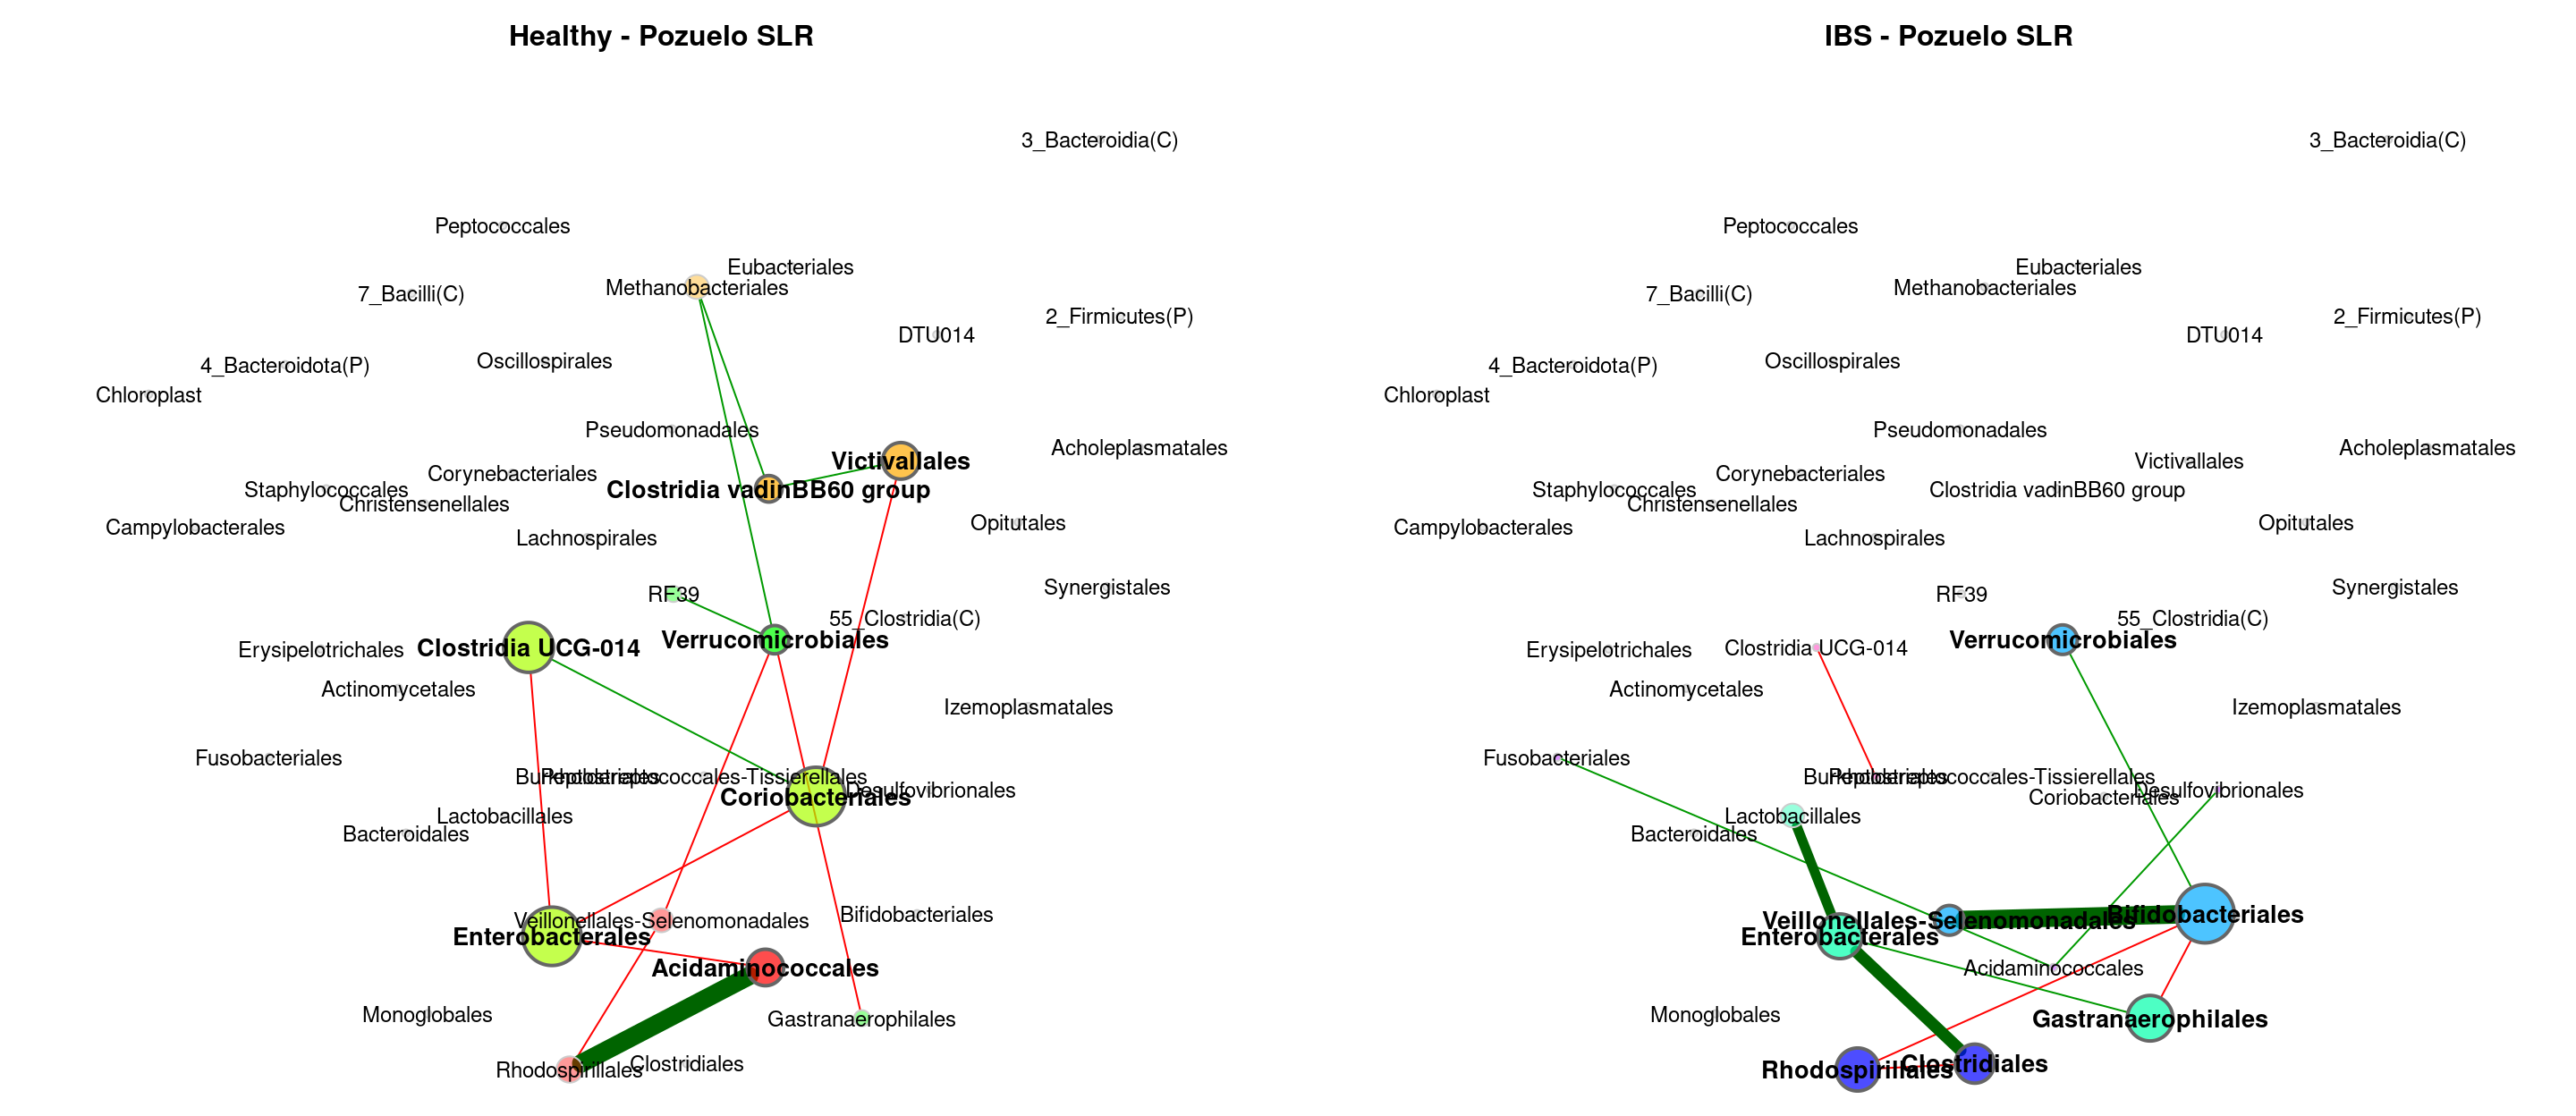 Healthy - Pozuelo SLR
3_Bacteroidia(C)
Peptococcales
Eubacteriales
Methanobacteriales
7_Bacilli(C)
2_Firmicutes(P)
DTU014
Oscillospirales
4_Bacteroidota(P)
Chloroplast
Pseudomonadales
Acholeplasmatales
Victivallales
Corynebacteriales
Staphylococcales
Clostridia vadinBB60 group
Christensenellales
Opitutales
Campylobacterales
Lachnospirales
Synergistales
RF39
55_Clostridia(C)
Verrucomicrobiales
Clostridia UCG-014
Erysipelotrichales
Actinomycetales
Izemoplasmatales
Fusobacteriales
Burkholderiales
Peptostreptococcales-Tissierellales
Desulfovibrionales
Coriobacteriales
Lactobacillales
Bacteroidales
Bifidobacteriales
Veillonellales-Selenomonadales
Enterobacterales
Acidaminococcales
Monoglobales
Gastranaerophilales
Clostridiales
Rhodospirillales
IBS - Pozuelo SLR
3_Bacteroidia(C)
Peptococcales
Eubacteriales
Methanobacteriales
7_Bacilli(C)
2_Firmicutes(P)
DTU014
Oscillospirales
4_Bacteroidota(P)
Chloroplast
Pseudomonadales
Acholeplasmatales
Victivallales
Corynebacteriales
Staphylococcales
Clostridia vadinBB60 group
Christensenellales
Opitutales
Campylobacterales
Lachnospirales
Synergistales
RF39
55_Clostridia(C)
Verrucomicrobiales
Clostridia UCG-014
Erysipelotrichales
Actinomycetales
Izemoplasmatales
Fusobacteriales
Burkholderiales
Peptostreptococcales-Tissierellales
Desulfovibrionales
Coriobacteriales
Lactobacillales
Bacteroidales
Bifidobacteriales
Veillonellales-Selenomonadales
Enterobacterales
Acidaminococcales
Monoglobales
Gastranaerophilales
Clostridiales
Rhodospirillales